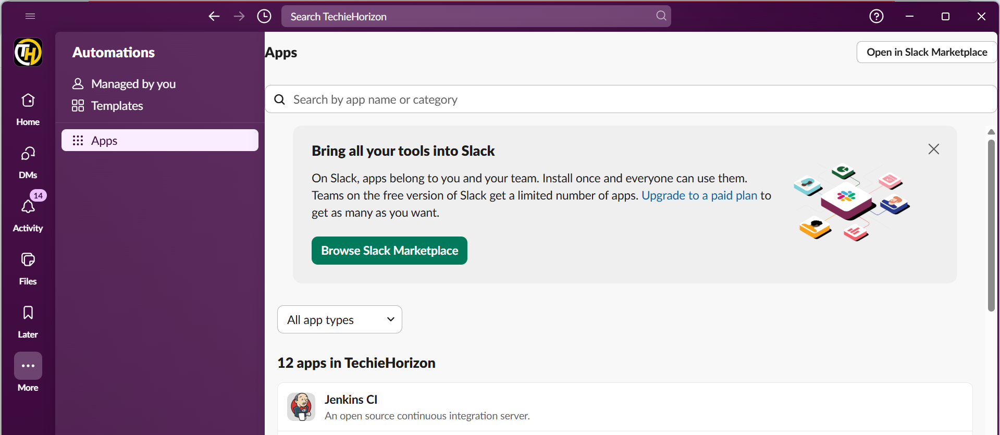 Search TechieHorizon
TH
Home
DMs
14
Activity
Files
Later
More
Automations
Managed by you
Templates
Apps
Apps
Open in Slack Marketplace
Search by app name or category
Bring all your tools into Slack
On Slack, apps belong to you and your team. Install once and everyone can use them.
Teams on the free version of Slack get a limited number of apps. Upgrade to a paid plan to
get as many as you want.
Browse Slack Marketplace
All app types
12 apps in TechieHorizon
Jenkins CI
An open source continuous integration server.